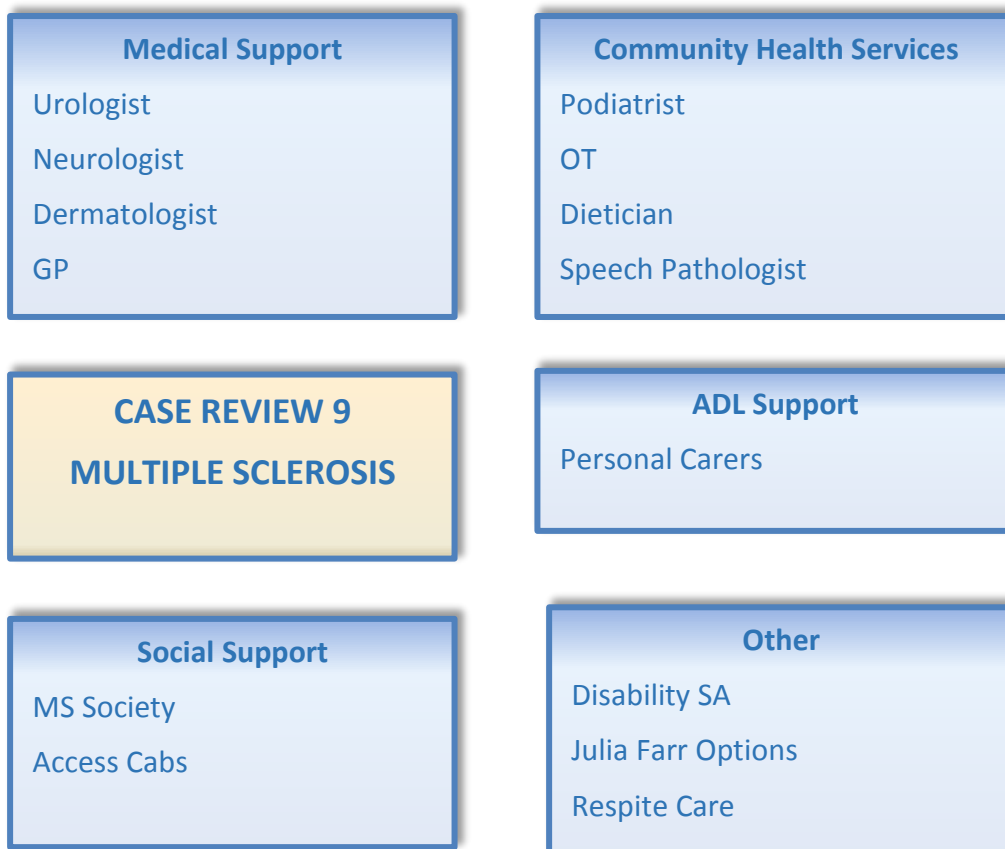 Medical Support
Urologist
Neurologist
Dermatologist
GP
Community Health Services
Podiatrist
OT
Dietician
Speech Pathologist
CASE REVIEW 9
MULTIPLE SCLEROSIS
ADL Support
Personal Carers
Social Support
MS Society
Access Cabs
Other
Disability SA
Julia Farr Options
Respite Care